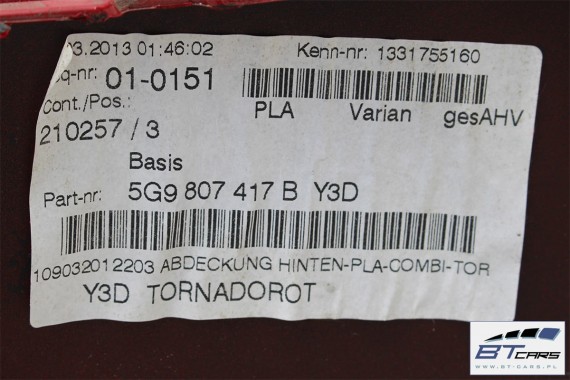 .03.2013 01:46:02 Kenn-nr: 1331755160
q-nr: 01-0151
Cont./Pos.: PLA Varian gesAHV
210257 / 3
Basis
Part-nr: 5G9 807 417 B Y3D
109032012203 ABDECKUNG HINTEN-PLA-COMBI-TOR
Y3D TORNADOROT
BT CARS
WWW.BT-CARS.PL